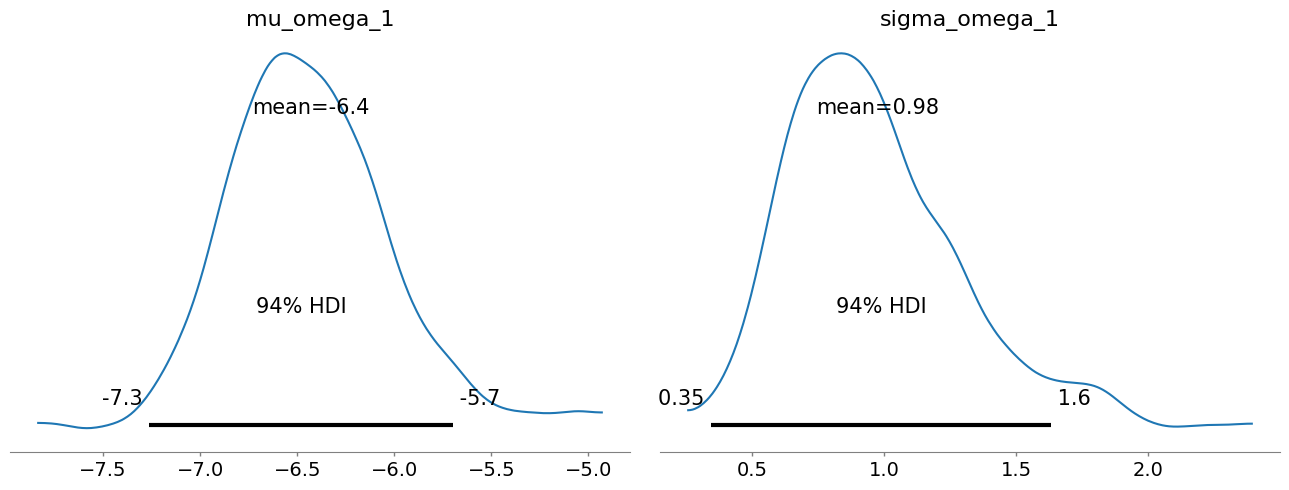 mu_omega_1
mean=-6.4
94% HDI
-7.3
-5.7
−7.5 −7.0 −6.5 −6.0 −5.5 −5.0
sigma_omega_1
mean=0.98
94% HDI
0.35
1.6
0.5 1.0 1.5 2.0